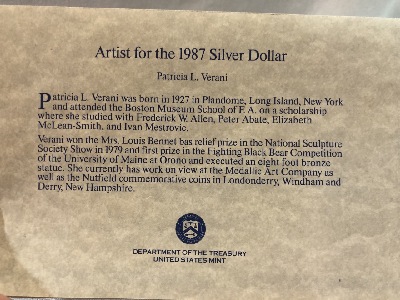 Artist for the 1987 Silver Dollar
Patricia L. Verani
Patricia L. Verani was born in 1927 in Plandome, Long Island, New York
and attended the Boston Museum School of F.A. on a scholarship
where she studied with Frederick W. Allen, Peter Abate, Elizabeth
McLean-Smith, and Ivan Mestrovic.
Verani won the Mrs. Louis Bennet bas relief prize in the National Sculpture
Society Show in 1979 and first prize in the Fighting Black Bear Competition
of the University of Maine at Orono and executed an eight foot bronze
statue. She currently has work on view at the Medallic Art Company as
well as the Nutfield commemorative coins in Londonderry, Windham and
Derry, New Hampshire.
DEPARTMENT OF THE TREASURY
UNITED STATES MINT